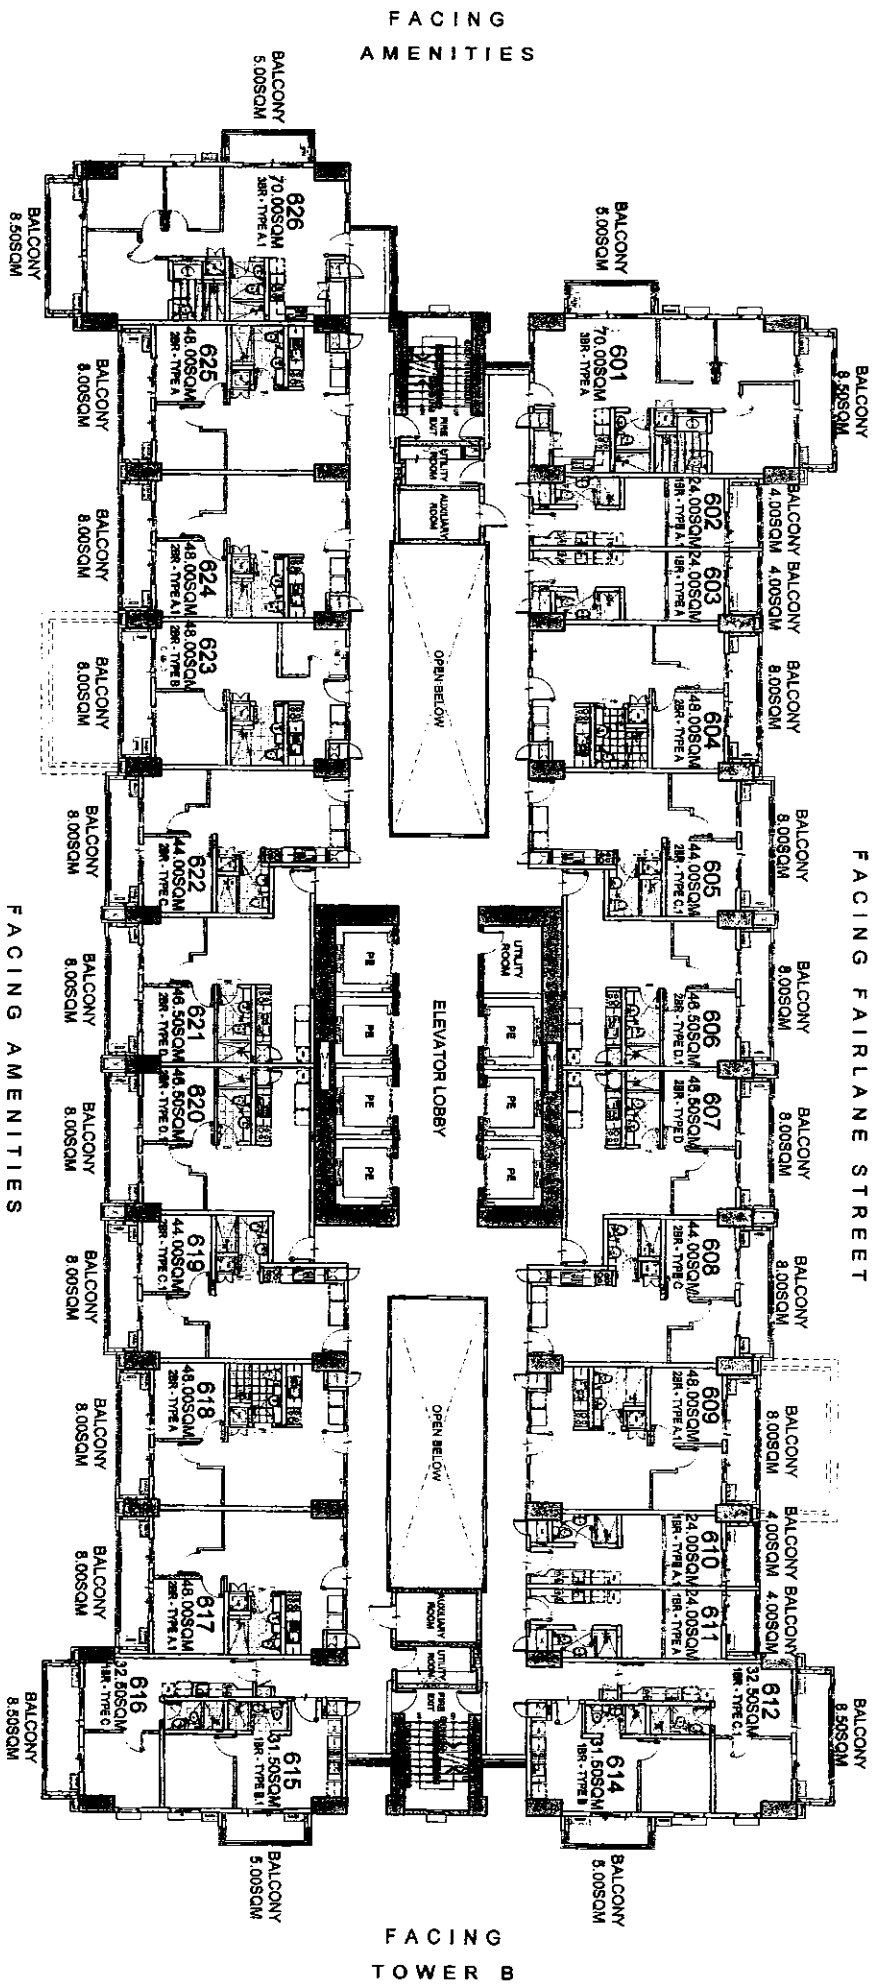 FACING
AMENITIES
BALCONY
5.00SQM
BALCONY
8.50SQM
626
70.00SQM
3BR - TYPE A.1
BALCONY
5.00SQM
601
70.00SQM
3BR - TYPE A
BALCONY
8.50SQM
625
48.00SQM
2BR - TYPE A
BALCONY
8.00SQM
FIRE
EXIT
UTILITY
ROOM
AUXILIARY
ROOM
602
24.00SQM
1BR - TYPE A.1
BALCONY
4.00SQM
603
24.00SQM
1BR - TYPE A
BALCONY
4.00SQM
624
48.00SQM
2BR - TYPE A.1
BALCONY
8.00SQM
623
48.00SQM
2BR - TYPE B
BALCONY
8.00SQM
OPEN BELOW
604
48.00SQM
2BR - TYPE A
BALCONY
8.00SQM
622
44.00SQM
2BR - TYPE C
BALCONY
8.00SQM
605
44.00SQM
2BR - TYPE C.1
BALCONY
8.00SQM
FACING AMENITIES
FACING FAIRLANE STREET
621
46.50SQM
2BR - TYPE D
BALCONY
8.00SQM
PE
PE
PE
PE
ELEVATOR LOBBY
UTILITY
ROOM
PE
PE
PE
606
46.50SQM
2BR - TYPE D.1
BALCONY
8.00SQM
620
46.50SQM
2BR - TYPE D.1
BALCONY
8.00SQM
607
46.50SQM
2BR - TYPE D
619
44.00SQM
2BR - TYPE C.1
BALCONY
8.00SQM
608
44.00SQM
2BR - TYPE C
BALCONY
8.00SQM
618
48.00SQM
2BR - TYPE A
BALCONY
8.00SQM
OPEN BELOW
609
48.00SQM
2BR - TYPE A.1
BALCONY
8.00SQM
617
48.00SQM
2BR - TYPE A.1
BALCONY
8.00SQM
610
24.00SQM
1BR - TYPE A.1
BALCONY
4.00SQM
611
24.00SQM
1BR - TYPE A
BALCONY
4.00SQM
AUXILIARY
ROOM
UTILITY
ROOM
FIRE
EXIT
616
32.50SQM
1BR - TYPE C
BALCONY
8.50SQM
615
31.50SQM
1BR - TYPE B.1
BALCONY
5.00SQM
614
31.50SQM
1BR - TYPE B
BALCONY
5.00SQM
612
32.50SQM
1BR - TYPE C.1
BALCONY
8.50SQM
FACING
TOWER B